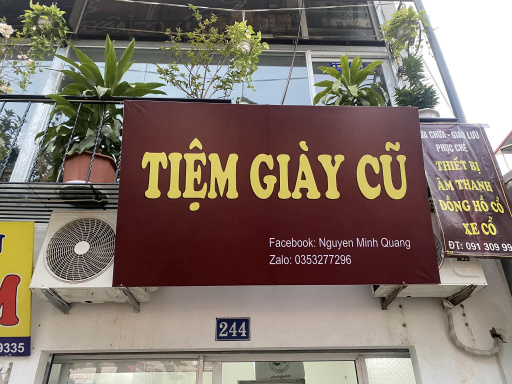 TIỆM GIÀY CŨ
Facebook: Nguyen Minh Quang
Zalo: 0353277296
CHỮA - GIAO LƯU
PHỤC CHẾ
THIẾT BỊ
ÂM THANH
ĐỒNG HỒ CỔ
XE CỔ
ĐT: 091 309 99
9335
244